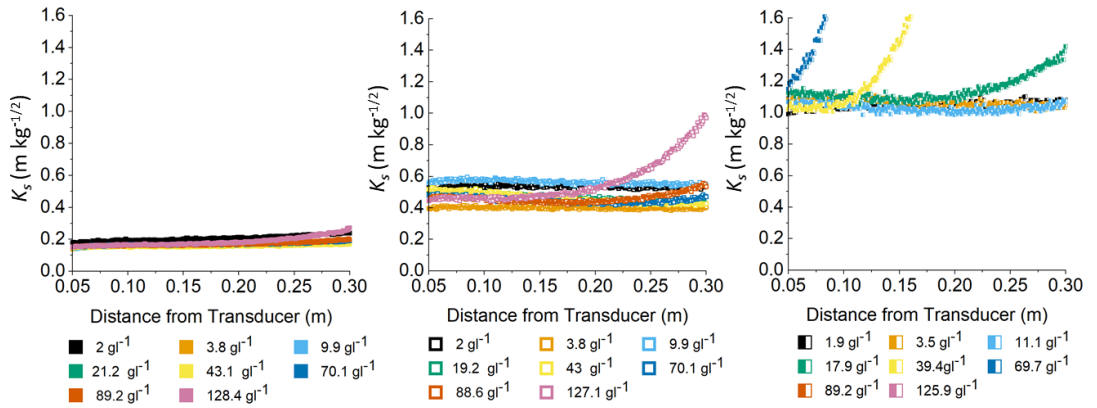 1.6
1.4
1.2
1.0
0.8
0.6
0.4
0.2
0.0
Ks (m kg-1/2)
0.05 0.10 0.15 0.20 0.25 0.30
Distance from Transducer (m)
2 gl-1 3.8 gl-1 9.9 gl-1
21.2 gl-1 43.1 gl-1 70.1 gl-1
89.2 gl-1 128.4 gl-1
1.6
1.4
1.2
1.0
0.8
0.6
0.4
0.2
0.0
Ks (m kg-1/2)
0.05 0.10 0.15 0.20 0.25 0.30
Distance from Transducer (m)
2 gl-1 3.8 gl-1 9.9 gl-1
19.2 gl-1 43 gl-1 70.1 gl-1
88.6 gl-1 127.1 gl-1
1.6
1.4
1.2
1.0
0.8
0.6
0.4
0.2
0.0
Ks (m kg-1/2)
0.05 0.10 0.15 0.20 0.25 0.30
Distance from Transducer (m)
1.9 gl-1 3.5 gl-1 11.1 gl-1
17.9 gl-1 39.4gl-1 69.7 gl-1
89.2 gl-1 125.9 gl-1